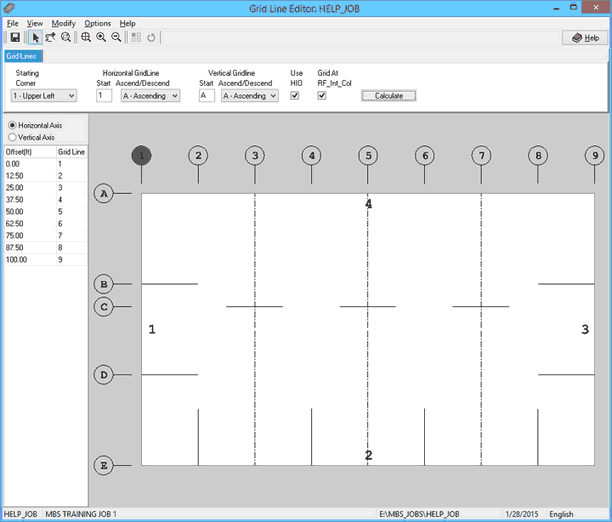 Grid Line Editor: HELP_JOB
File View Modify Options Help
Help
Grid Lines
Starting Corner
Horizontal GridLine
Start Ascend/Descend
Vertical Gridline
Start Ascend/Descend
Use HIO
Grid At RF_Int_Col
1 - Upper Left 1 A - Ascending A A - Ascending Calculate
Horizontal Axis
Vertical Axis
Offset(ft) Grid Line
0.00 1
12.50 2
25.00 3
37.50 4
50.00 5
62.50 6
75.00 7
87.50 8
100.00 9
1 2 3 4 5 6 7 8 9
A
4
B
C
1 3
D
2
E
HELP_JOB MBS TRAINING JOB 1 E:\MBS_JOBS\HELP_JOB 1/28/2015 English